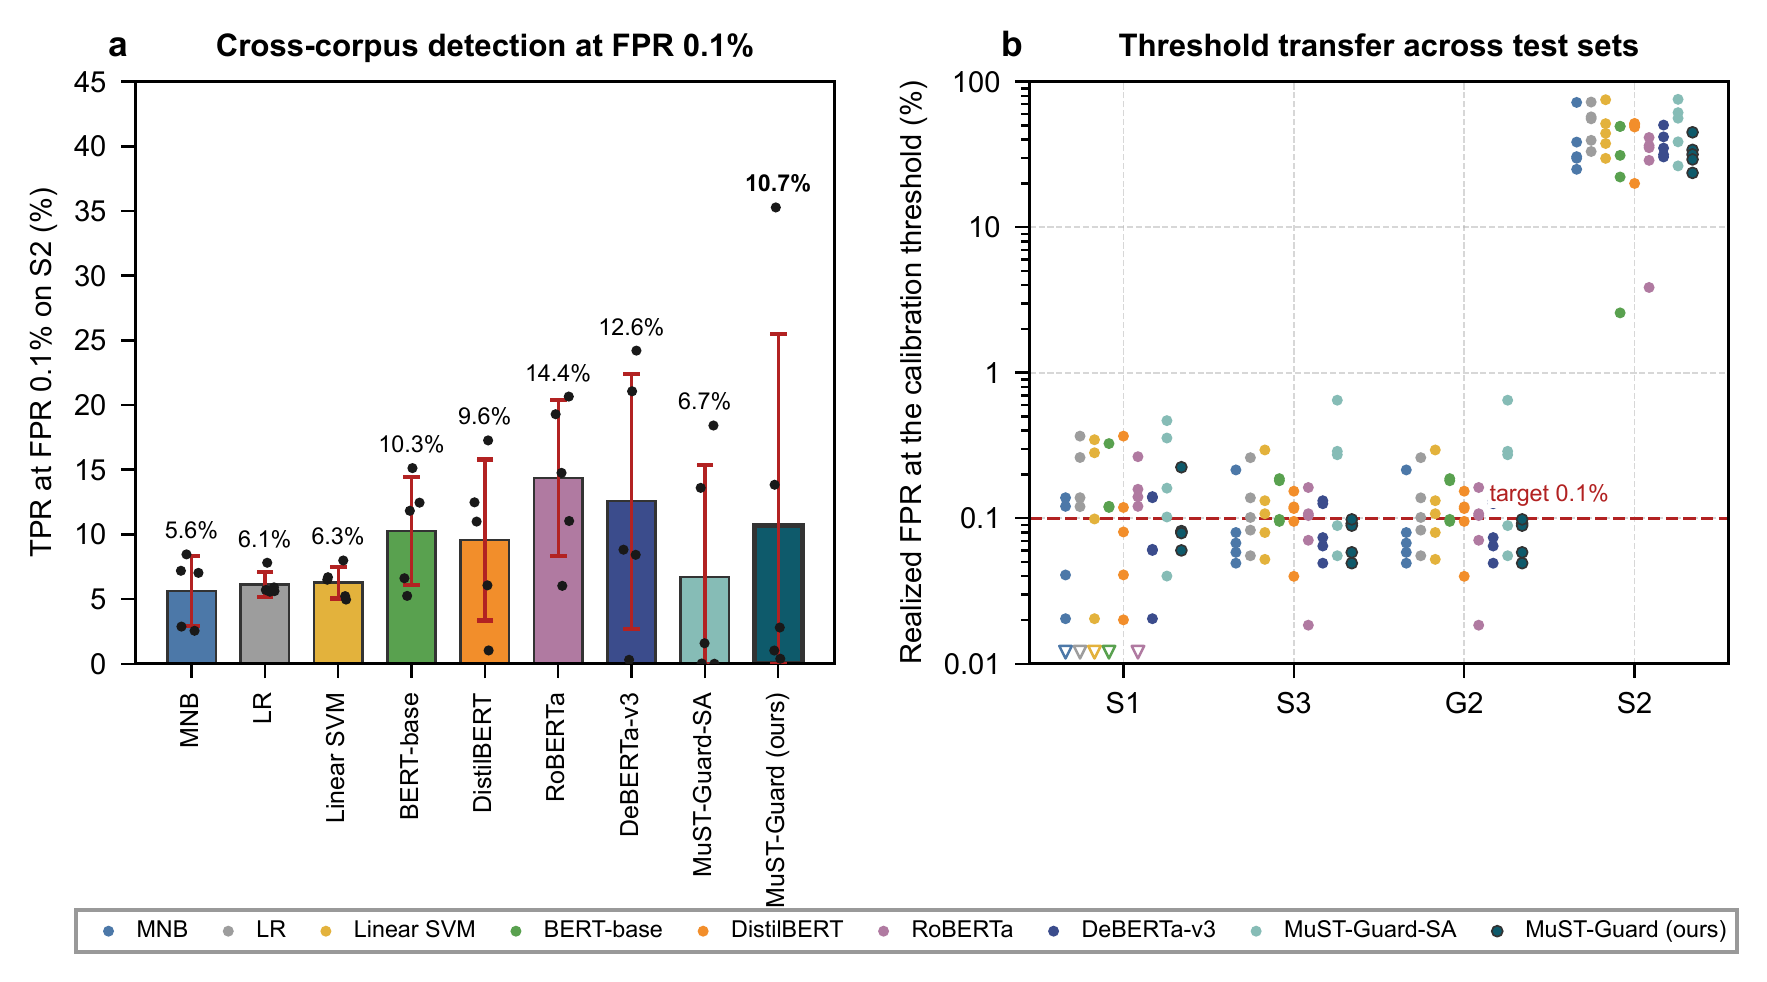 a
Cross-corpus detection at FPR 0.1%
TPR at FPR 0.1% on S2 (%)
45
40
35
30
25
20
15
10
5
0
5.6%
6.1%
6.3%
10.3%
9.6%
14.4%
12.6%
6.7%
10.7%
MNB
LR
Linear SVM
BERT-base
DistilBERT
RoBERTa
DeBERTa-v3
MuST-Guard-SA
MuST-Guard (ours)
b
Threshold transfer across test sets
Realized FPR at the calibration threshold (%)
100
10
1
0.1
0.01
target 0.1%
S1
S3
G2
S2
MNB
LR
Linear SVM
BERT-base
DistilBERT
RoBERTa
DeBERTa-v3
MuST-Guard-SA
MuST-Guard (ours)